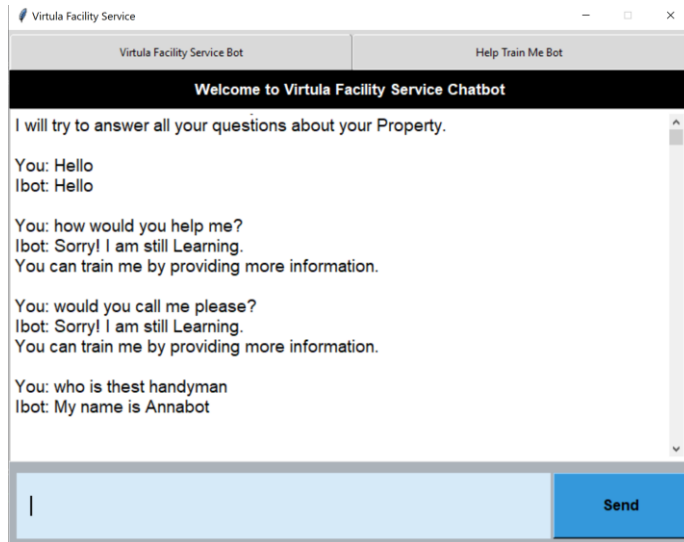 Virtula Facility Service
Virtula Facility Service Bot
Help Train Me Bot
Welcome to Virtula Facility Service Chatbot
I will try to answer all your questions about your Property.
You: Hello
Ibot: Hello
You: how would you help me?
Ibot: Sorry! I am still Learning.
You can train me by providing more information.
You: would you call me please?
Ibot: Sorry! I am still Learning.
You can train me by providing more information.
You: who is thest handyman
Ibot: My name is Annabot
Send